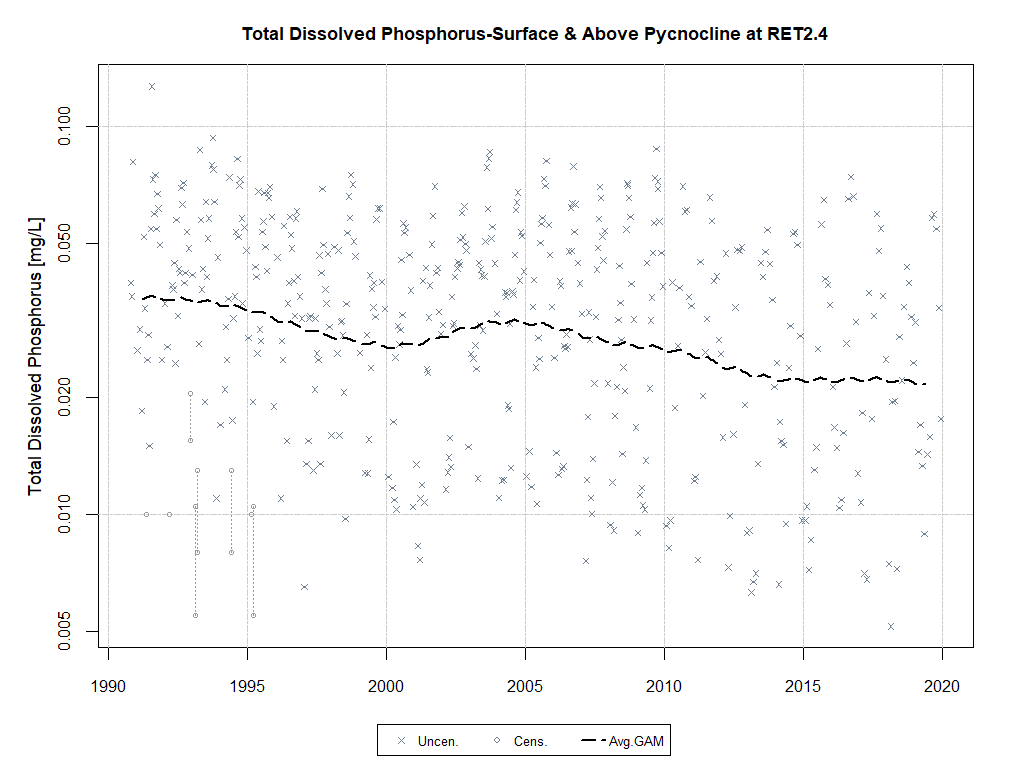 Total Dissolved Phosphorus-Surface & Above Pycnocline at RET2.4
Total Dissolved Phosphorus [mg/L]
0.100
0.050
0.020
0.010
0.005
1990 1995 2000 2005 2010 2015 2020
Uncen. Cens. Avg.GAM